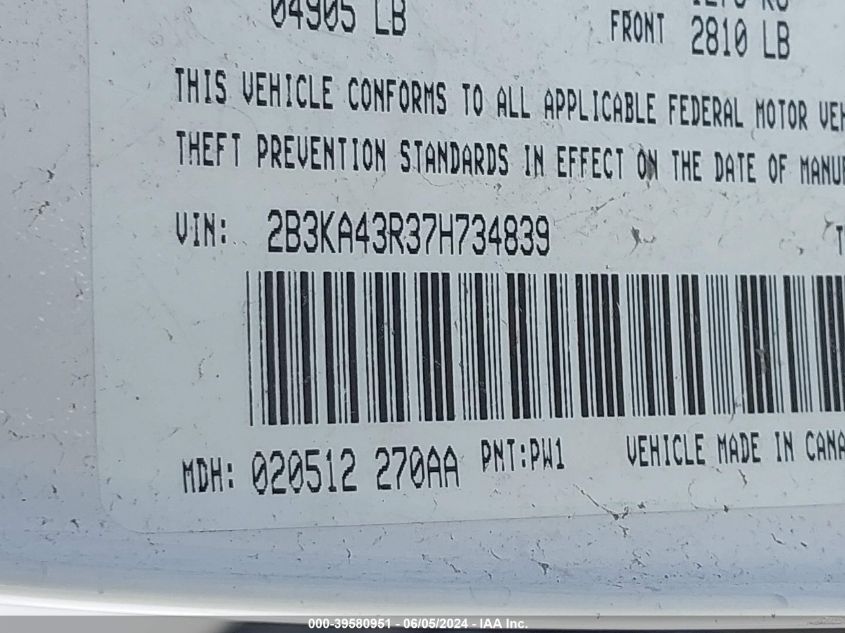 04905 LB
FRONT 2810 LB
THIS VEHICLE CONFORMS TO ALL APPLICABLE FEDERAL MOTOR
THEFT PREVENTION STANDARDS IN EFFECT ON THE DATE OF
VIN: 2B3KA43R37H734839
MDH: 020512 270AA PNT:PW1 VEHICLE MADE IN
000-39580951 - 06/05/2024 - IAA Inc.